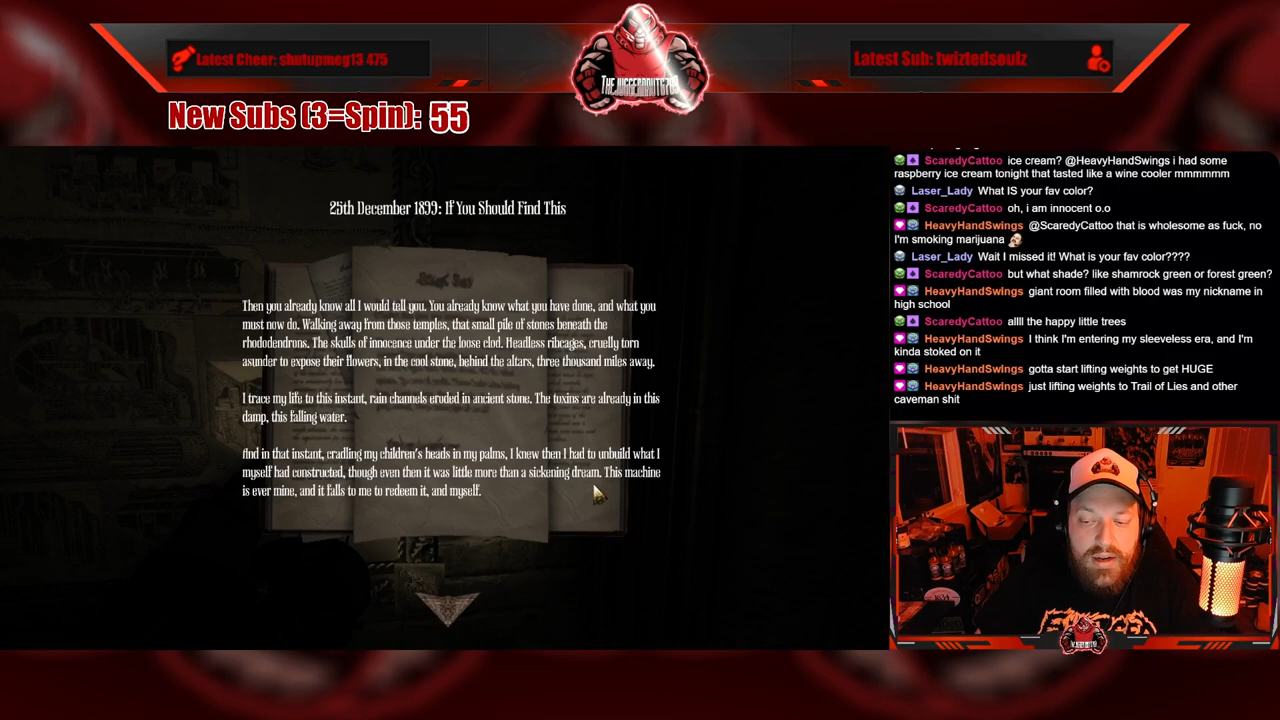 Latest Cheer: shutupmeg13 475
THEJUGGERNAUT6789
Latest Sub: twiztedsoulz
New Subs (3=Spin): 55
25th December 1899: If You Should Find This
Then you already know all I would tell you. You already know what you have done, and what you
must now do. Walking away from those temples, that small pile of stones beneath the
rhododendrons. The skulls of innocence under the loose clod. Headless ribcages, cruelly torn
asunder to expose their flowers, in the cool stone, behind the altars, three thousand miles away.
I trace my life to this instant, rain channels eroded in ancient stone. The toxins are already in this
damp, this falling water.
And in that instant, cradling my children's heads in my palms, I knew then I had to unbuild what I
myself had constructed, though even then it was little more than a sickening dream. This machine
is ever mine, and it falls to me to redeem it, and myself.
ScaredyCattoo ice cream? @HeavyHandSwings i had some
raspberry ice cream tonight that tasted like a wine cooler mmmmmm
Laser_Lady What IS your fav color?
ScaredyCattoo oh, i am innocent o.o
HeavyHandSwings @ScaredyCattoo that is wholesome as fuck, no
I'm smoking marijuana
Laser_Lady Wait I missed it! What is your fav color????
ScaredyCattoo but what shade? like shamrock green or forest green?
HeavyHandSwings giant room filled with blood was my nickname in
high school
ScaredyCattoo allll the happy little trees
HeavyHandSwings I think I'm entering my sleeveless era, and I'm
kinda stoked on it
HeavyHandSwings gotta start lifting weights to get HUGE
HeavyHandSwings just lifting weights to Trail of Lies and other
caveman shit